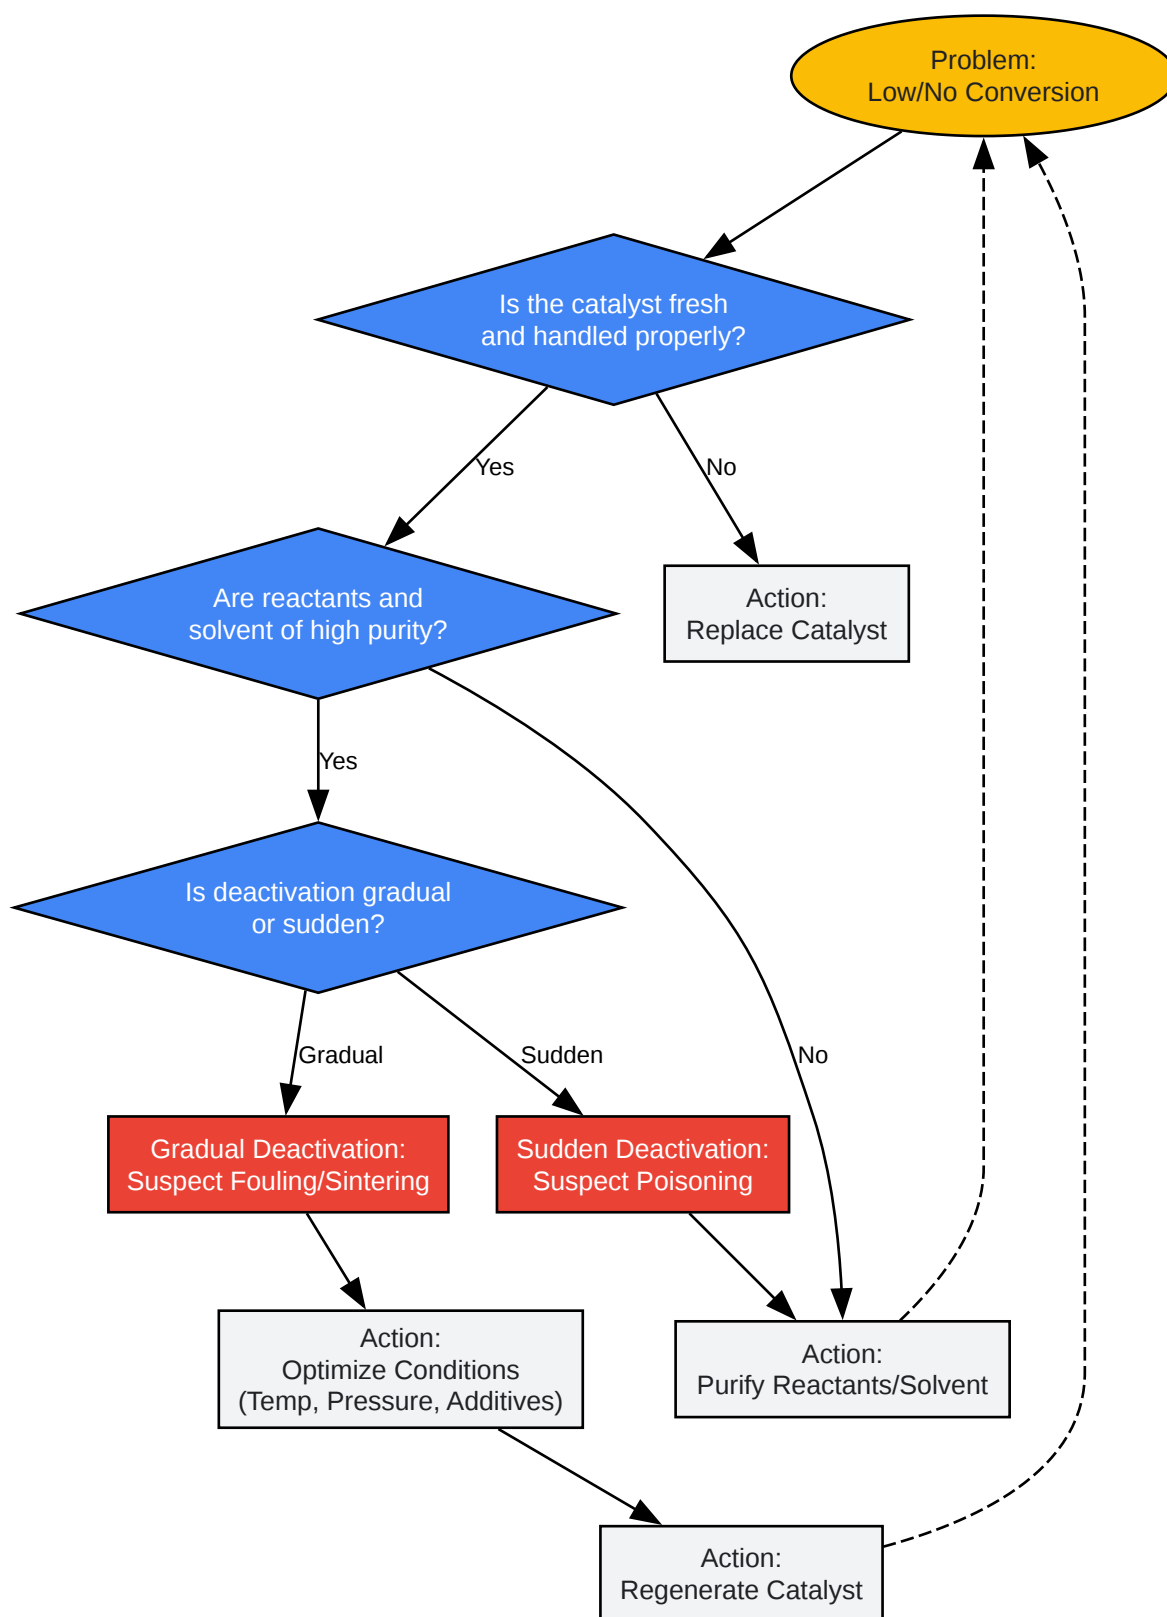 Problem:
Low/No Conversion
Is the catalyst fresh
and handled properly?
Yes
No
Are reactants and
solvent of high purity?
Action:
Replace Catalyst
Yes
Is deactivation gradual
or sudden?
Gradual
Sudden
No
Gradual Deactivation:
Suspect Fouling/Sintering
Sudden Deactivation:
Suspect Poisoning
Action:
Optimize Conditions
(Temp, Pressure, Additives)
Action:
Purify Reactants/Solvent
Action:
Regenerate Catalyst